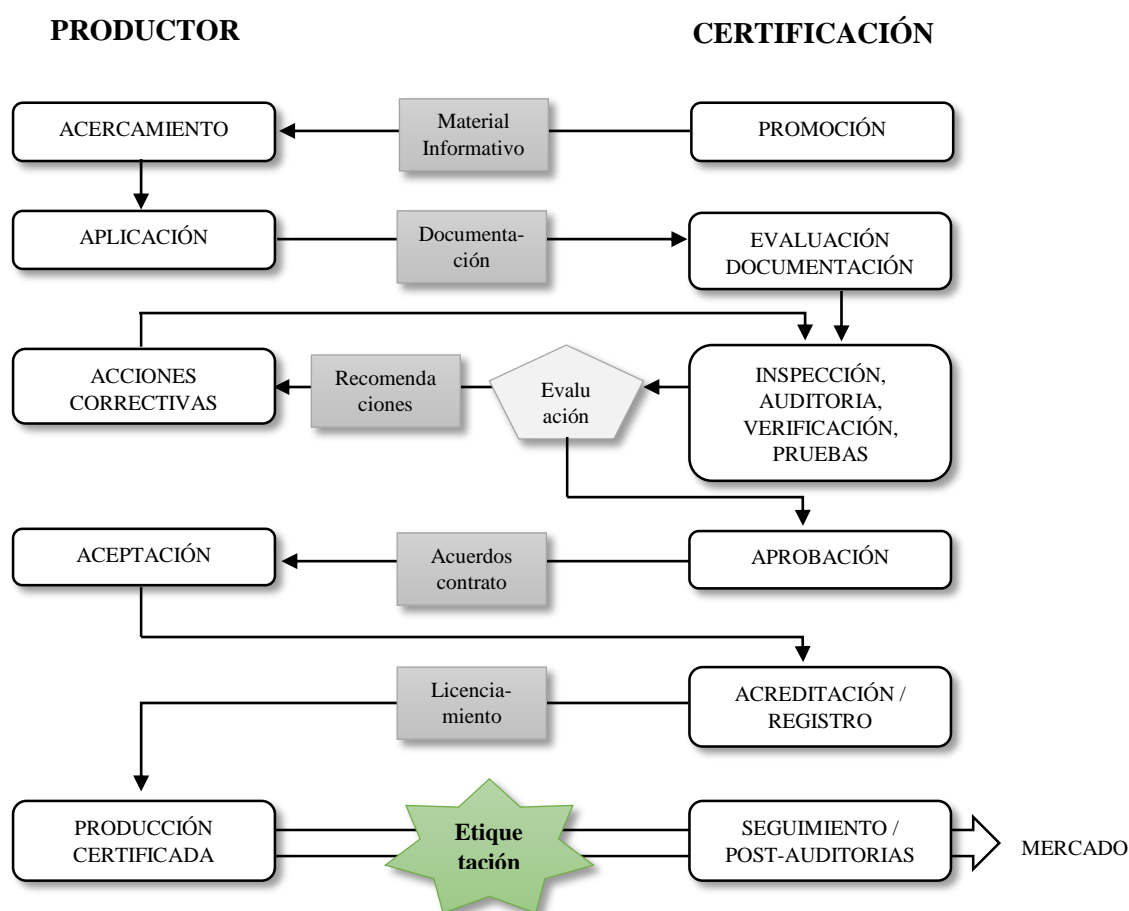 PRODUCTOR
CERTIFICACIÓN
ACERCAMIENTO
Material
Informativo
PROMOCIÓN
APLICACIÓN
Documenta-
ción
EVALUACIÓN
DOCUMENTACIÓN
ACCIONES
CORRECTIVAS
Recomenda
ciones
Evalu
ación
INSPECCIÓN,
AUDITORIA,
VERIFICACIÓN,
PRUEBAS
ACEPTACIÓN
Acuerdos
contrato
APROBACIÓN
Licencia-
miento
ACREDITACIÓN /
REGISTRO
PRODUCCIÓN
CERTIFICADA
Etique
tación
SEGUIMIENTO /
POST-AUDITORIAS
MERCADO